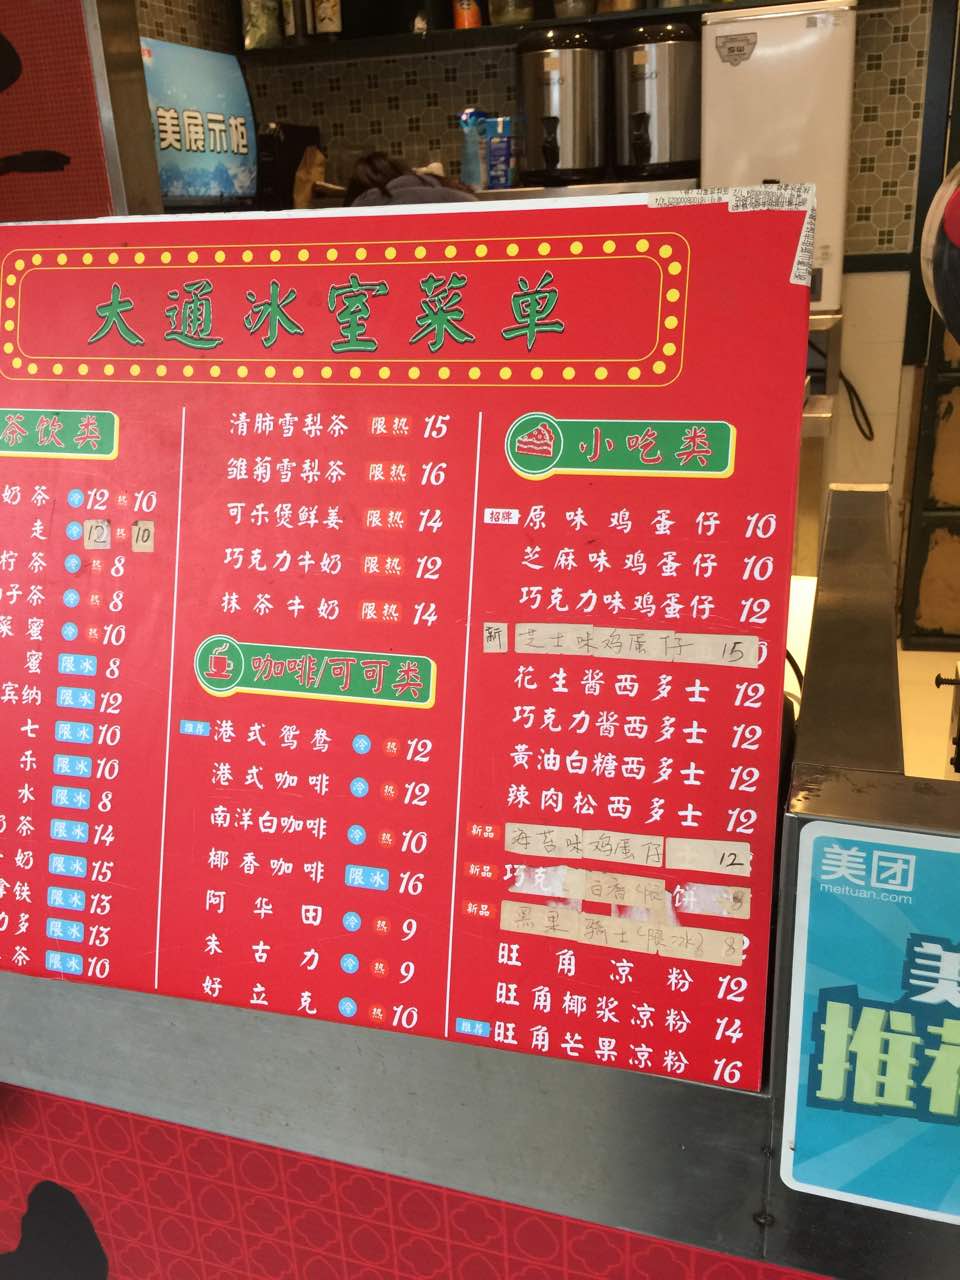 美展示柜
大通冰室菜单
茶饮类
奶茶 冷 12 热 10
走 冷 12 热 10
柠茶 冷 热 8
子茶 冷 热 8
蜜 冷 热 10
蜜 限冰 8
宾纳 限冰 12
七 限冰 10
乐 限冰 10
水 限冰 8
奶茶 限冰 14
奶 限冰 15
拿铁 限冰 13
力多 限冰 13
茶 限冰 10
清肺雪梨茶 限热 15
雏菊雪梨茶 限热 16
可乐煲鲜姜 限热 14
巧克力牛奶 限热 12
抹茶牛奶 限热 14
咖啡/可可类
推荐 港式鸳鸯 冷 热 12
港式咖啡 冷 热 12
南洋白咖啡 冷 热 10
椰香咖啡 限冰 16
阿华田 冷 热 9
朱古力 冷 热 9
好立克 冷 热 10
小吃类
招牌 原味鸡蛋仔 10
芝麻味鸡蛋仔 10
巧克力味鸡蛋仔 12
新 芝士味鸡蛋仔 15
花生酱西多士 12
巧克力酱西多士 12
黄油白糖西多士 12
辣肉松西多士 12
新品 海苔味鸡蛋仔 12
新品 巧克 饼 8
新品 黑 骑士(限冰) 8
旺角凉粉 12
旺角椰浆凉粉 14
推荐 旺角芒果凉粉 16
美团
meituan.com
美
推荐